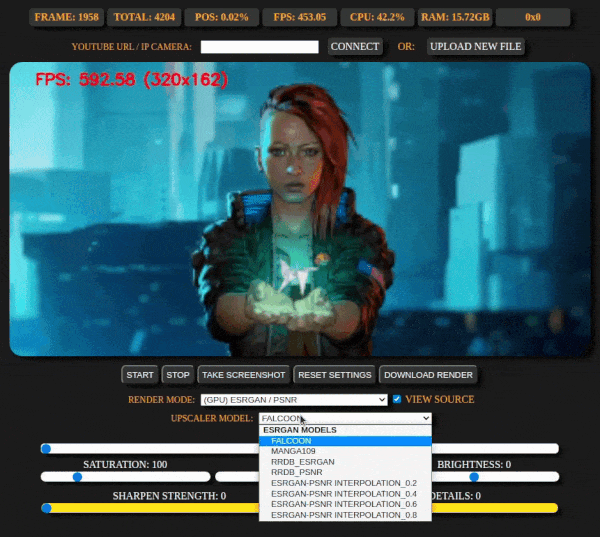 FRAME: 1958 TOTAL: 4204 POS: 0.02% FPS: 453.05 CPU: 42.2% RAM: 15.72GB 0x0
YOUTUBE URL / IP CAMERA: CONNECT OR: UPLOAD NEW FILE
FPS: 592.58 (320x162)
START STOP TAKE SCREENSHOT RESET SETTINGS DOWNLOAD RENDER
RENDER MODE: (GPU) ESRGAN / PSNR VIEW SOURCE
UPSCALER MODEL: FALCOON
ESRGAN MODELS
FALCOON
MANGA109
RRDB_ESRGAN
RRDB_PSNR
ESRGAN-PSNR INTERPOLATION_0.2
ESRGAN-PSNR INTERPOLATION_0.4
ESRGAN-PSNR INTERPOLATION_0.6
ESRGAN-PSNR INTERPOLATION_0.8
SATURATION: 100 BRIGHTNESS: 0
SHARPEN STRENGTH: 0 DETAILS: 0